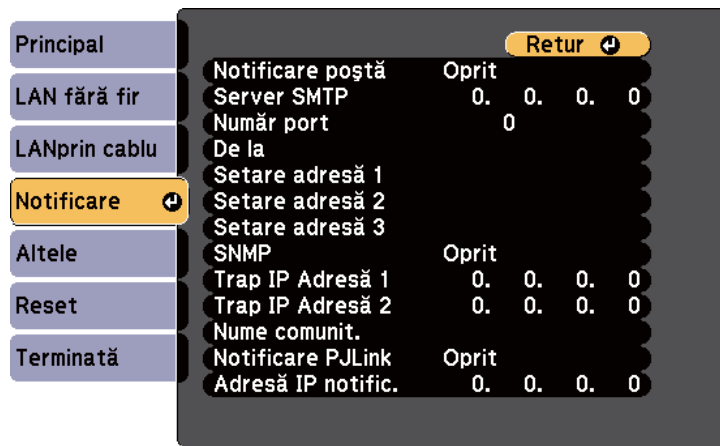 Principal
LAN fără fir
LANprin cablu
Notificare
Altele
Reset
Terminată
Retur
Notificare poştă Oprit
Server SMTP 0. 0. 0. 0
Număr port 0
De la
Setare adresă 1
Setare adresă 2
Setare adresă 3
SNMP Oprit
Trap IP Adresă 1 0. 0. 0. 0
Trap IP Adresă 2 0. 0. 0. 0
Nume comunit.
Notificare PJLink Oprit
Adresă IP notific. 0. 0. 0. 0